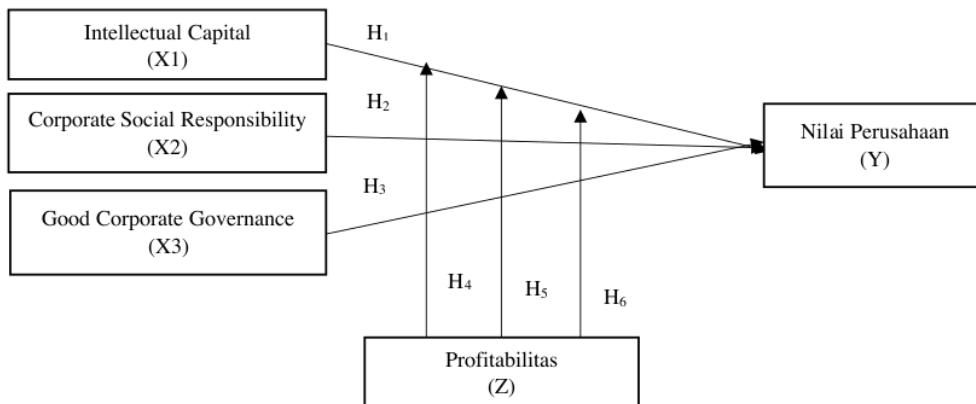 Intellectual Capital
(X1)
H₁
Corporate Social Responsibility
(X2)
H₂
Good Corporate Governance
(X3)
H₃
Nilai Perusahaan
(Y)
H₄
H₅
H₆
Profitabilitas
(Z)